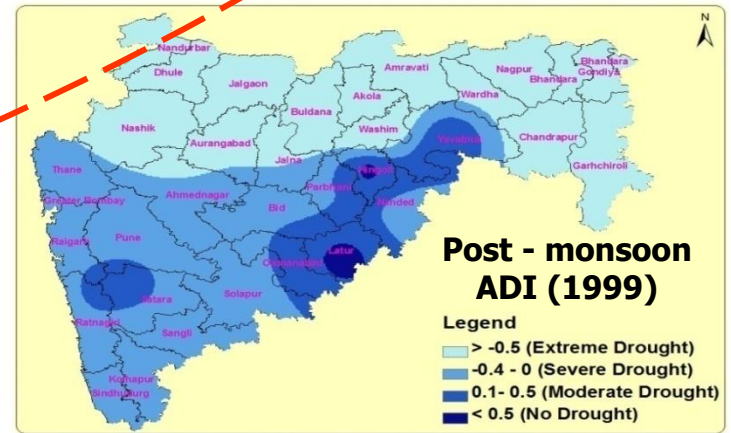 N
Nandurbar
Dhule
Jalgaon
Amravati
Nagpur
Bhandara
Bhandara
Gondiya
Buldana
Akola
Wardha
Nashik
Aurangabad
Washim
Yavatmal
Chandrapur
Jalna
Garhchiroli
Thane
Hingoli
Parbhani
Ahmednagar
Greater Bombay
Bid
Nanded
Raigarh
Pune
Latur
Osmanabad
Post - monsoon
ADI (1999)
Satara
Solapur
Ratnagiri
Sangli
Kolhapur
Sindhudurg
Legend
> -0.5 (Extreme Drought)
-0.4 - 0 (Severe Drought)
0.1- 0.5 (Moderate Drought)
< 0.5 (No Drought)